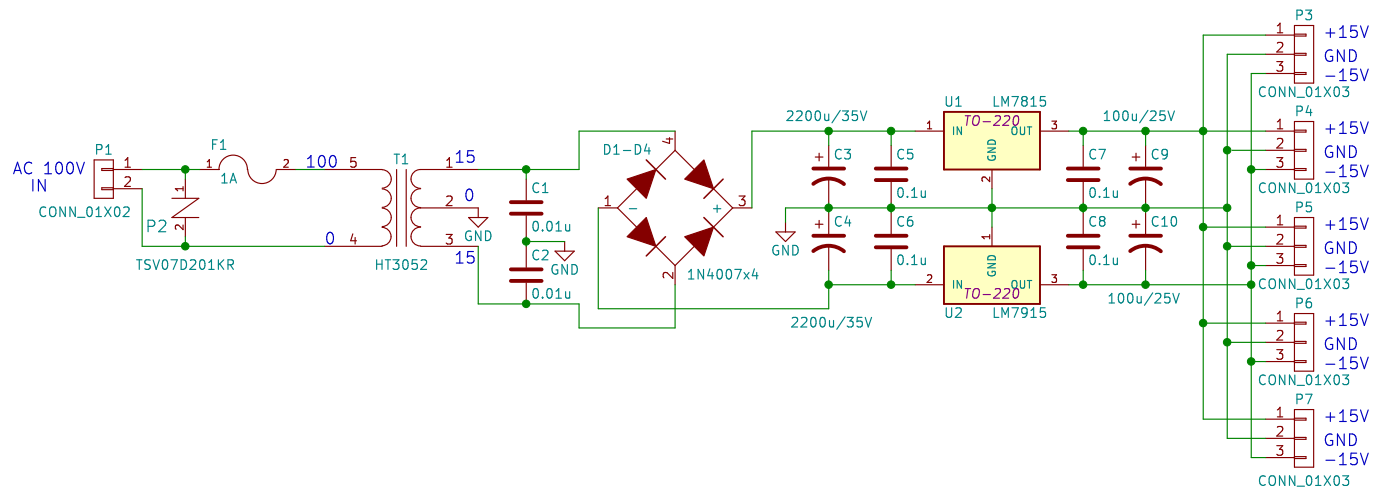 P1
AC 100V
IN
1
2
CONN_01X02
1
P2
2
TSV07D201KR
F1
1
2
1A
100
5
0
4
T1
HT3052
1
15
2
0
GND
3
15
C1
0.01u
GND
C2
0.01u
D1-D4
4
1
-
+
3
2
1N4007x4
2200u/35V
+
C3
C5
0.1u
GND
+
C4
C6
0.1u
2200u/35V
U1
LM7815
TO-220
1
IN
OUT
3
GND
2
1
GND
2
IN
OUT
3
TO-220
U2
LM7915
100u/25V
C7
+
C9
0.1u
C8
+
C10
0.1u
100u/25V
P3
1
+15V
2
GND
3
-15V
CONN_01X03
P4
1
+15V
2
GND
3
-15V
CONN_01X03
P5
1
+15V
2
GND
3
-15V
CONN_01X03
P6
1
+15V
2
GND
3
-15V
CONN_01X03
P7
1
+15V
2
GND
3
-15V
CONN_01X03